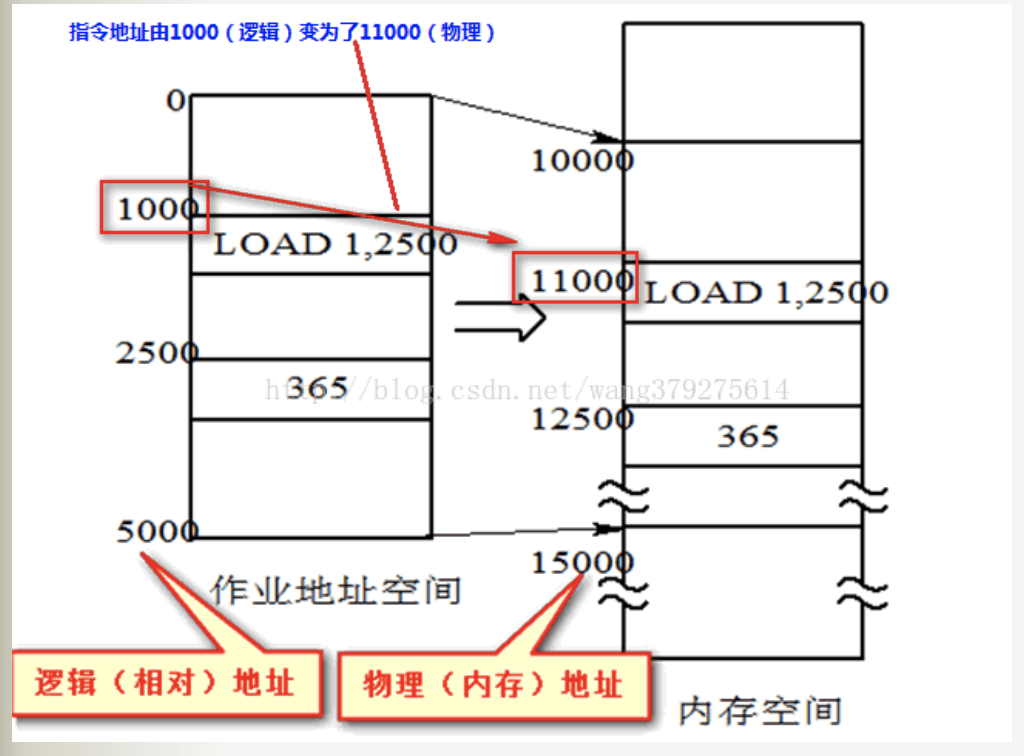 指令地址由1000（逻辑）变为了11000（物理）
0
10000
1000
LOAD 1,2500
11000
LOAD 1,2500
2500
365
http://blog.csdn.net/wang379275614
12500
365
5000
15000
作业地址空间
逻辑（相对）地址
物理（内存）地址
内存空间